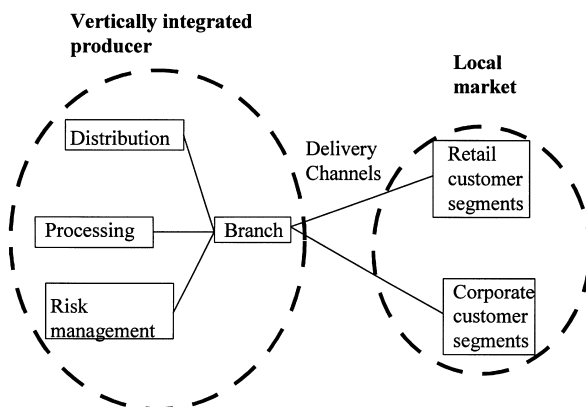 Vertically integrated
producer
Local
market
Distribution
Delivery
Channels
Retail
customer
segments
Processing
Branch
Risk
management
Corporate
customer
segments